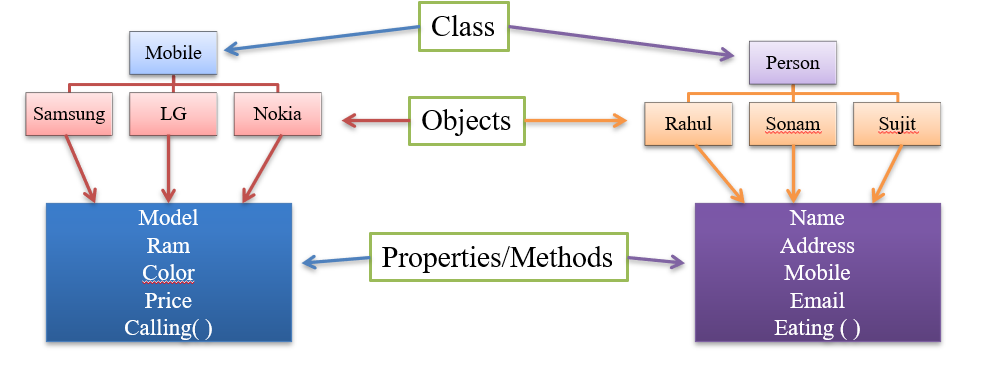 Class
Mobile
Person
Samsung
LG
Nokia
Objects
Rahul
Sonam
Sujit
Model
Ram
Color
Price
Calling( )
Properties/Methods
Name
Address
Mobile
Email
Eating ( )